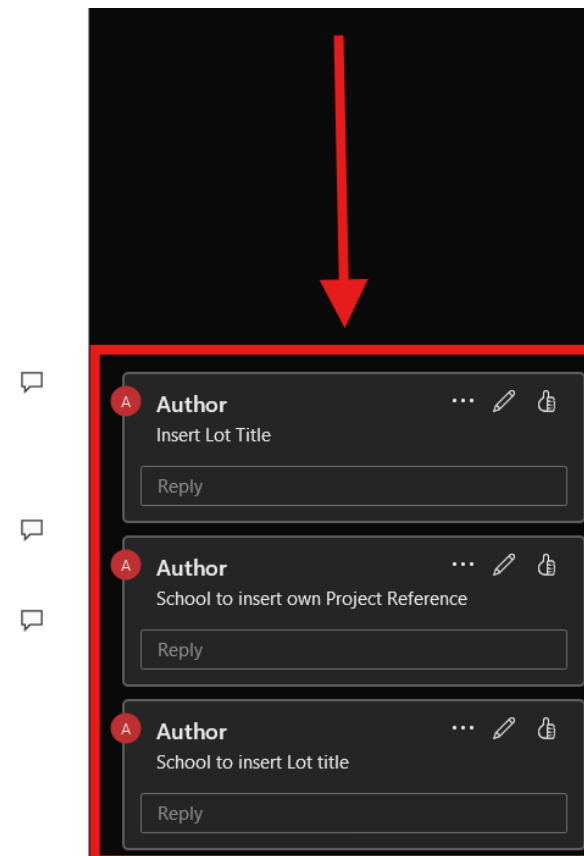 A
Author
Insert Lot Title
Reply
A
Author
School to insert own Project Reference
Reply
A
Author
School to insert Lot title
Reply